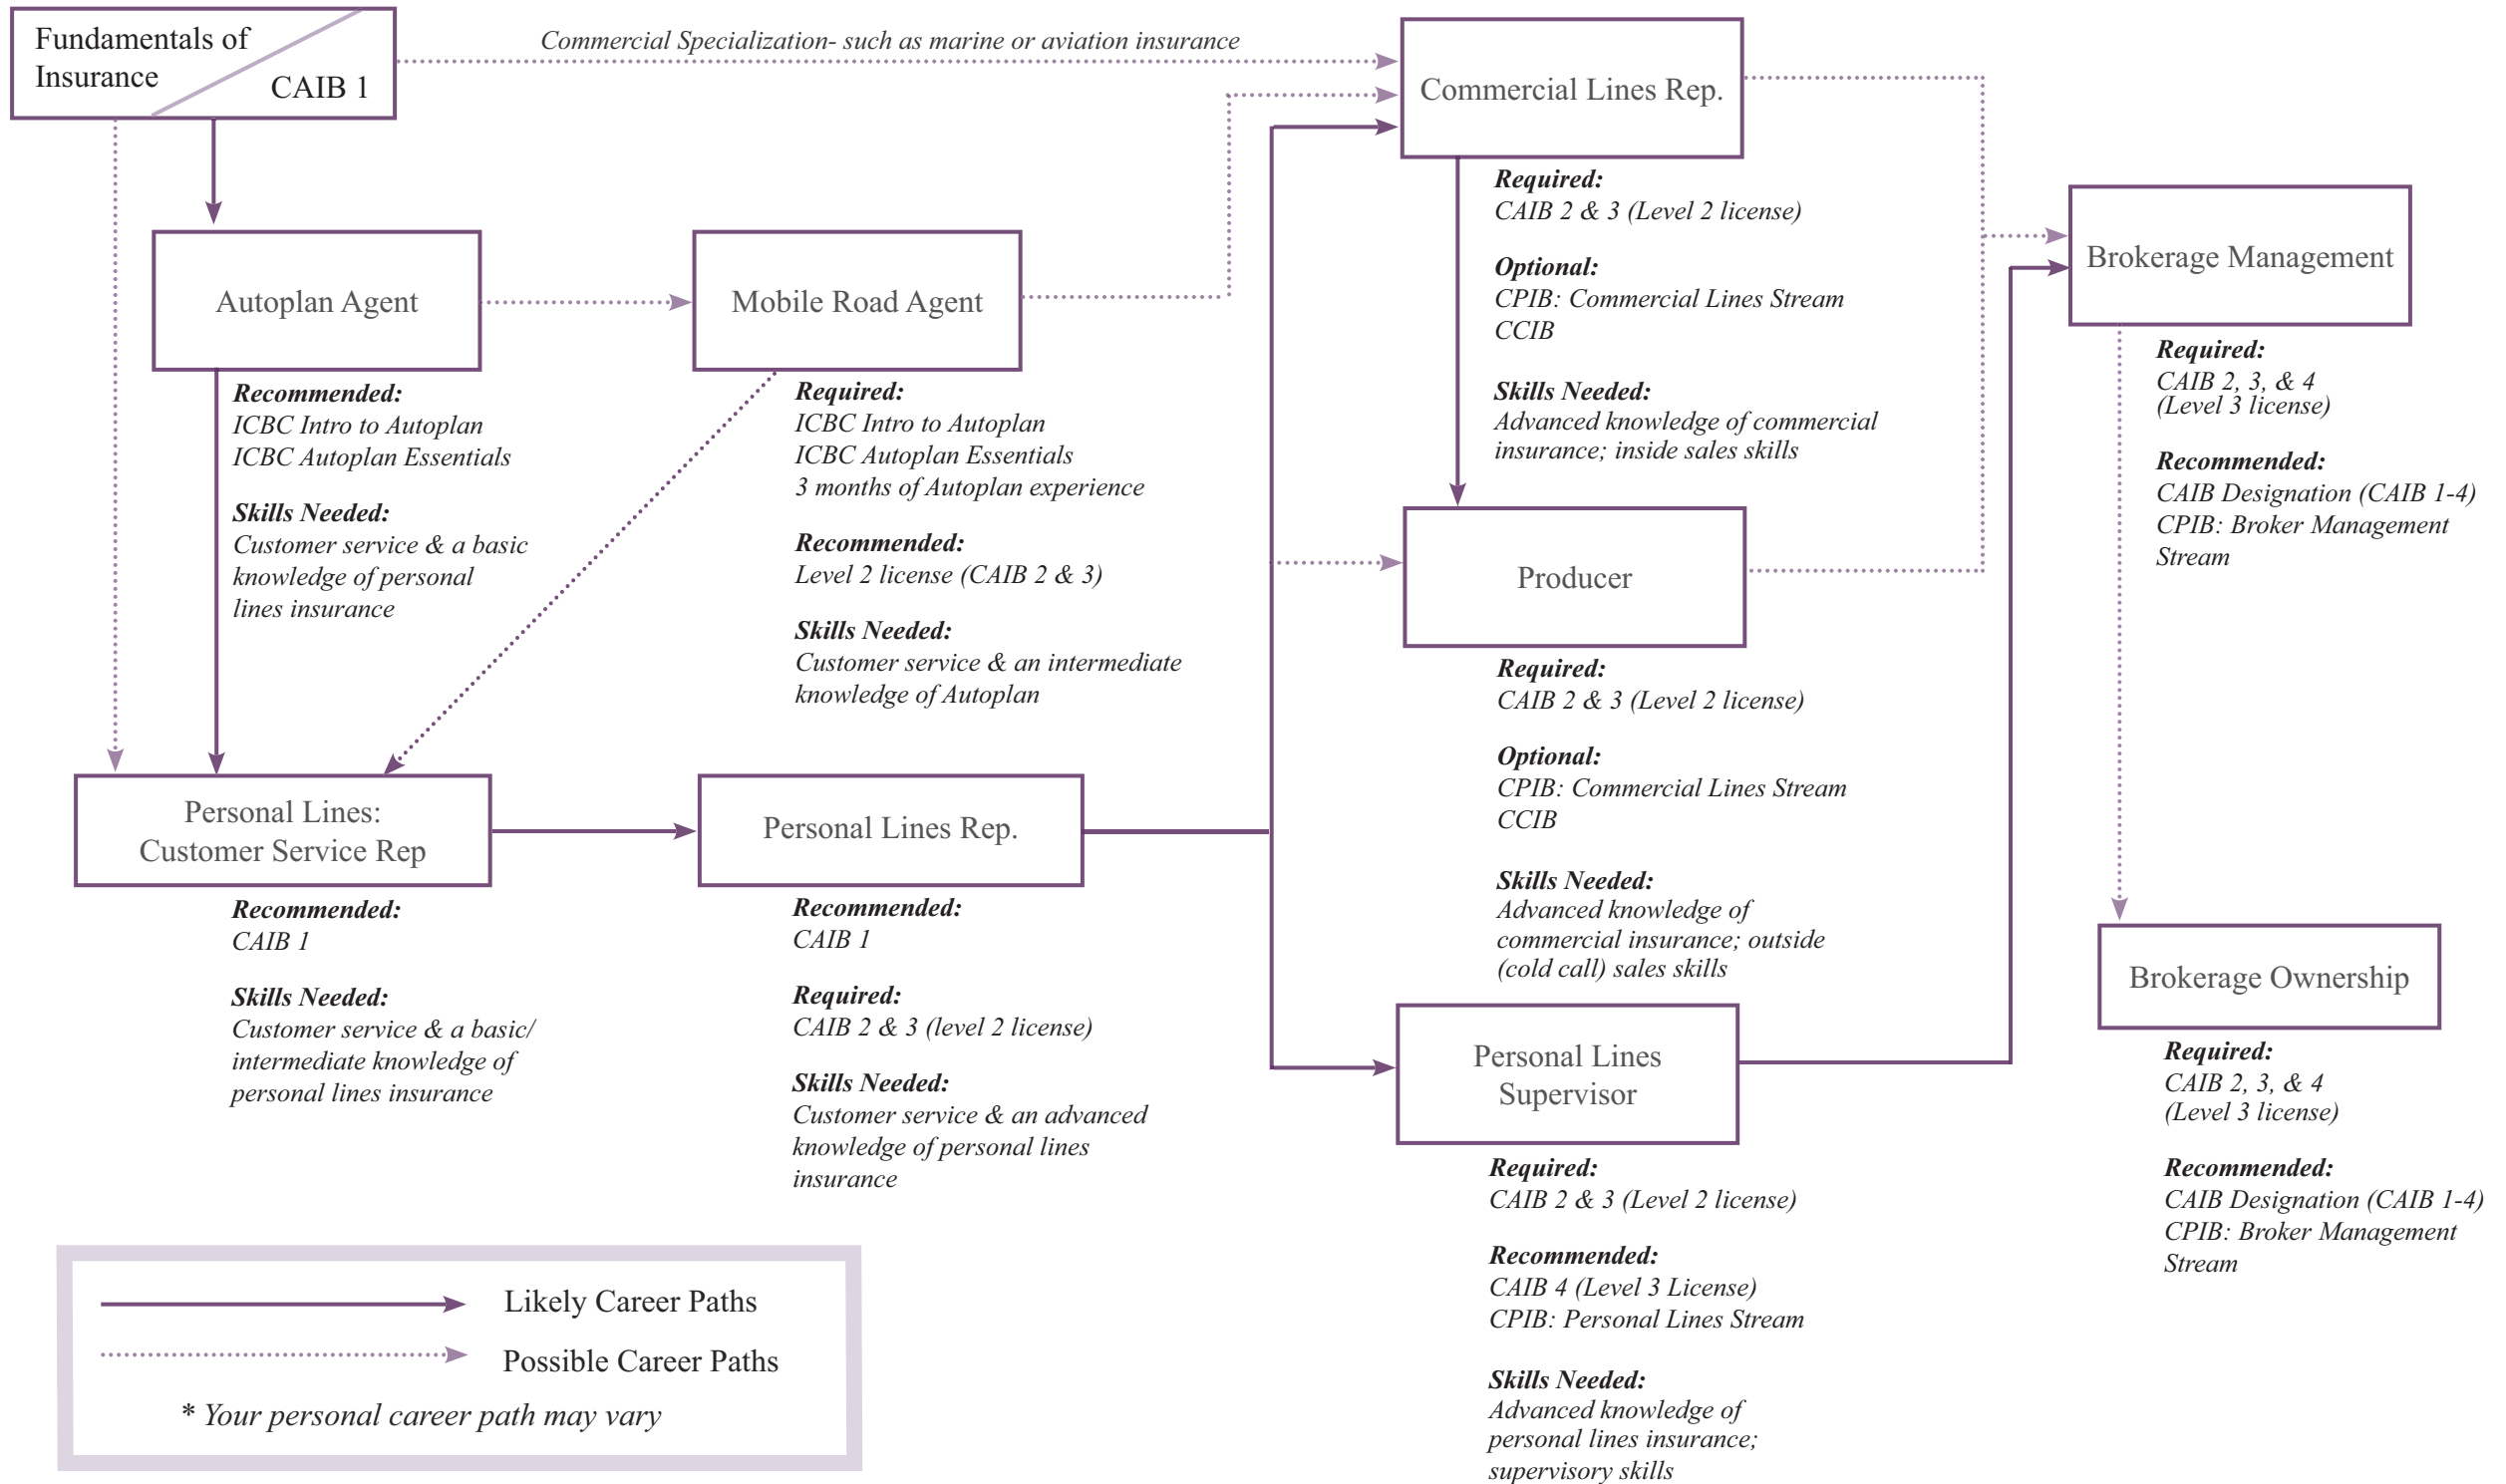 Fundamentals of
Insurance
CAIB 1
Commercial Specialization- such as marine or aviation insurance
Commercial Lines Rep.
Required:
CAIB 2 & 3 (Level 2 license)
Optional:
CPIB: Commercial Lines Stream
CCIB
Skills Needed:
Advanced knowledge of commercial
insurance; inside sales skills
Autoplan Agent
Recommended:
ICBC Intro to Autoplan
ICBC Autoplan Essentials
Skills Needed:
Customer service & a basic
knowledge of personal
lines insurance
Mobile Road Agent
Required:
ICBC Intro to Autoplan
ICBC Autoplan Essentials
3 months of Autoplan experience
Recommended:
Level 2 license (CAIB 2 & 3)
Skills Needed:
Customer service & an intermediate
knowledge of Autoplan
Brokerage Management
Required:
CAIB 2, 3, & 4
(Level 3 license)
Recommended:
CAIB Designation (CAIB 1-4)
CPIB: Broker Management
Stream
Producer
Required:
CAIB 2 & 3 (Level 2 license)
Optional:
CPIB: Commercial Lines Stream
CCIB
Skills Needed:
Advanced knowledge of
commercial insurance; outside
(cold call) sales skills
Personal Lines:
Customer Service Rep
Recommended:
CAIB 1
Skills Needed:
Customer service & a basic/
intermediate knowledge of
personal lines insurance
Personal Lines Rep.
Recommended:
CAIB 1
Required:
CAIB 2 & 3 (level 2 license)
Skills Needed:
Customer service & an advanced
knowledge of personal lines
insurance
Personal Lines
Supervisor
Required:
CAIB 2 & 3 (Level 2 license)
Recommended:
CAIB 4 (Level 3 License)
CPIB: Personal Lines Stream
Skills Needed:
Advanced knowledge of
personal lines insurance;
supervisory skills
Brokerage Ownership
Required:
CAIB 2, 3, & 4
(Level 3 license)
Recommended:
CAIB Designation (CAIB 1-4)
CPIB: Broker Management
Stream
Likely Career Paths
Possible Career Paths
* Your personal career path may vary